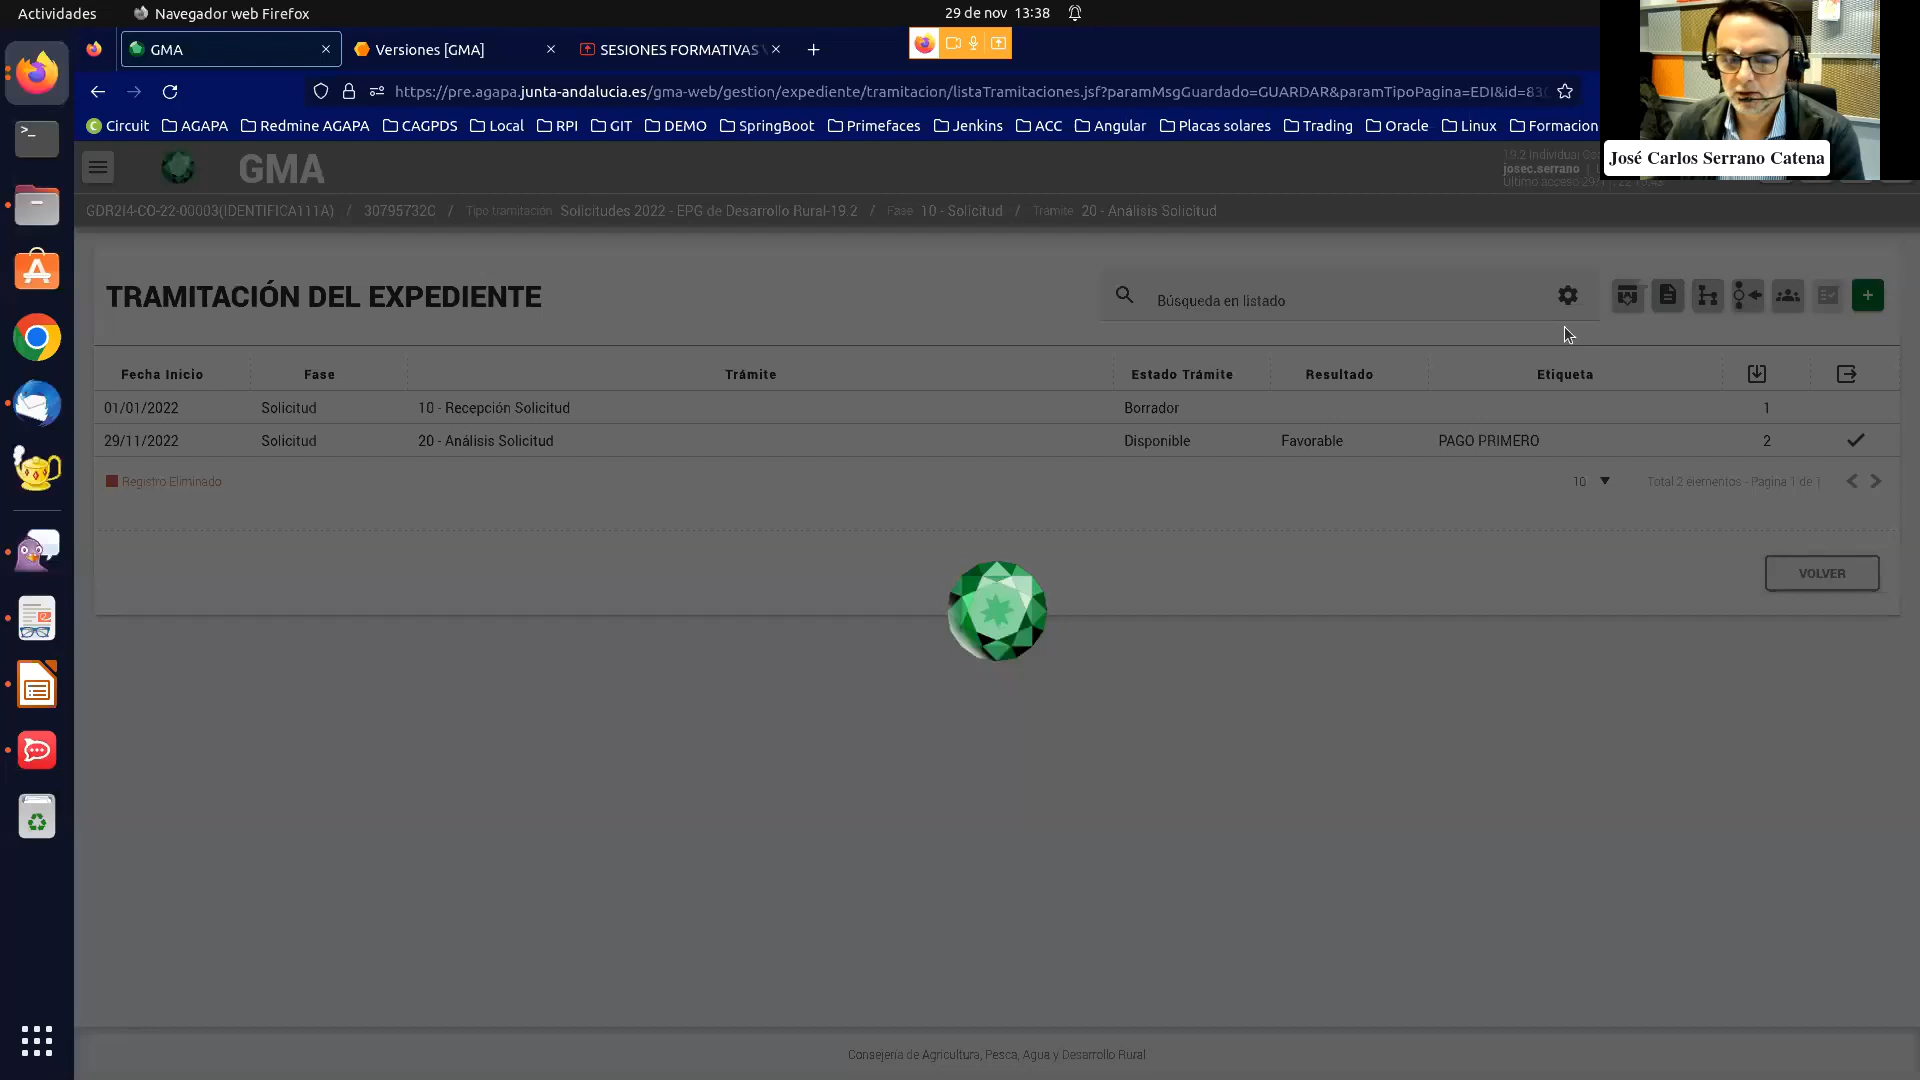 Actividades
Navegador web Firefox
29 de nov 13:38
GMA
Versiones [GMA]
SESIONES FORMATIVAS
https://pre.agapa.junta-andalucia.es/gma-web/gestion/expediente/tramitacion/listaTramitaciones.jsf?paramMsgGuardado=GUARDAR&paramTipoPagina=EDI&id=83
Circuit
AGAPA
Redmine AGAPA
CAGPDS
Local
RPI
GIT
DEMO
SpringBoot
Primefaces
Jenkins
ACC
Angular
Placas solares
Trading
Oracle
Linux
Formacion
José Carlos Serrano Catena
GMA
19.2 Individual
josec.serrano
Último acceso
GDR2I4-CO-22-00003(IDENTIFICA111A) / 30795732C / Tipo tramitación Solicitudes 2022 - EPG de Desarrollo Rural-19.2 / Fase 10 - Solicitud / Trámite 20 - Análisis Solicitud
TRAMITACIÓN DEL EXPEDIENTE
Búsqueda en listado
Fecha Inicio Fase Trámite Estado Trámite Resultado Etiqueta
01/01/2022 Solicitud 10 - Recepción Solicitud Borrador 1
29/11/2022 Solicitud 20 - Análisis Solicitud Disponible Favorable PAGO PRIMERO 2
Registro Eliminado
10
Total 2 elementos - Pagina 1 de 1
VOLVER
Consejería de Agricultura, Pesca, Agua y Desarrollo Rural.